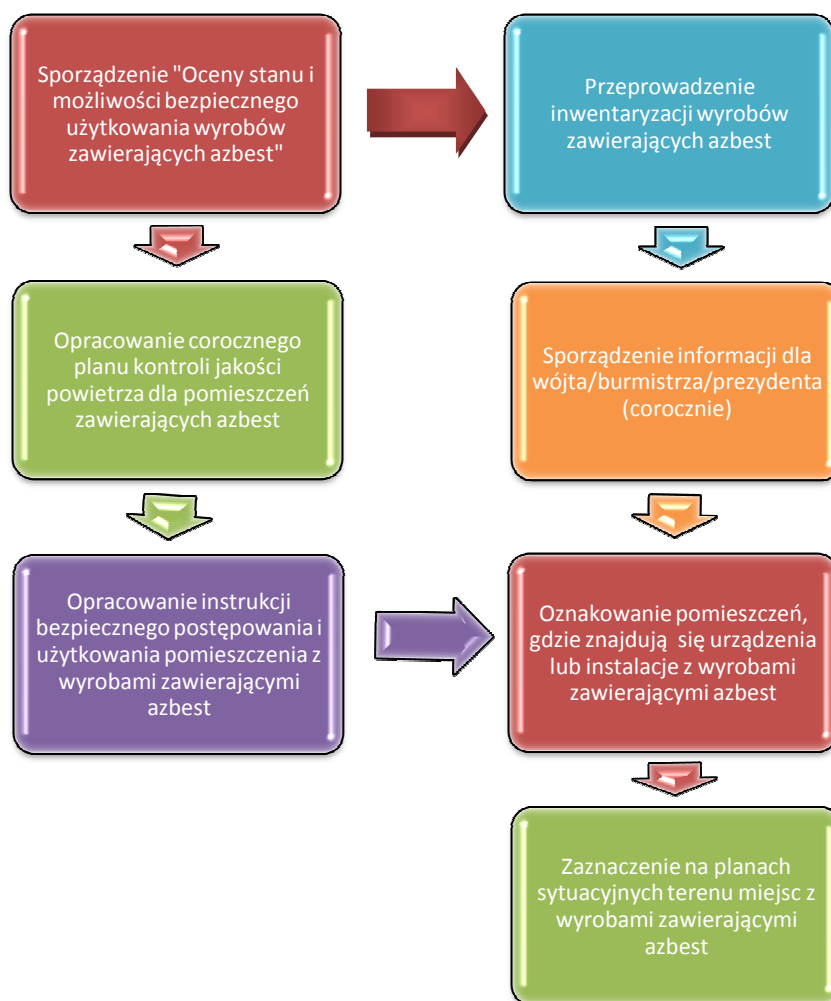 Sporządzenie "Oceny stanu i
możliwości bezpiecznego
użytkowania wyrobów
zawierających azbest"
Przeprowadzenie
inwentaryzacji wyrobów
zawierających azbest
Opracowanie corocznego
planu kontroli jakości
powietrza dla pomieszczeń
zawierających azbest
Sporządzenie informacji dla
wójta/burmistrza/prezydenta
(corocznie)
Opracowanie instrukcji
bezpiecznego postępowania i
użytkowania pomieszczenia z
wyrobami zawierającymi
azbest
Oznakowanie pomieszczeń,
gdzie znajdują się urządzenia
lub instalacje z wyrobami
zawierającymi azbest
Zaznaczenie na planach
sytuacyjnych terenu miejsc z
wyrobami zawierającymi
azbest